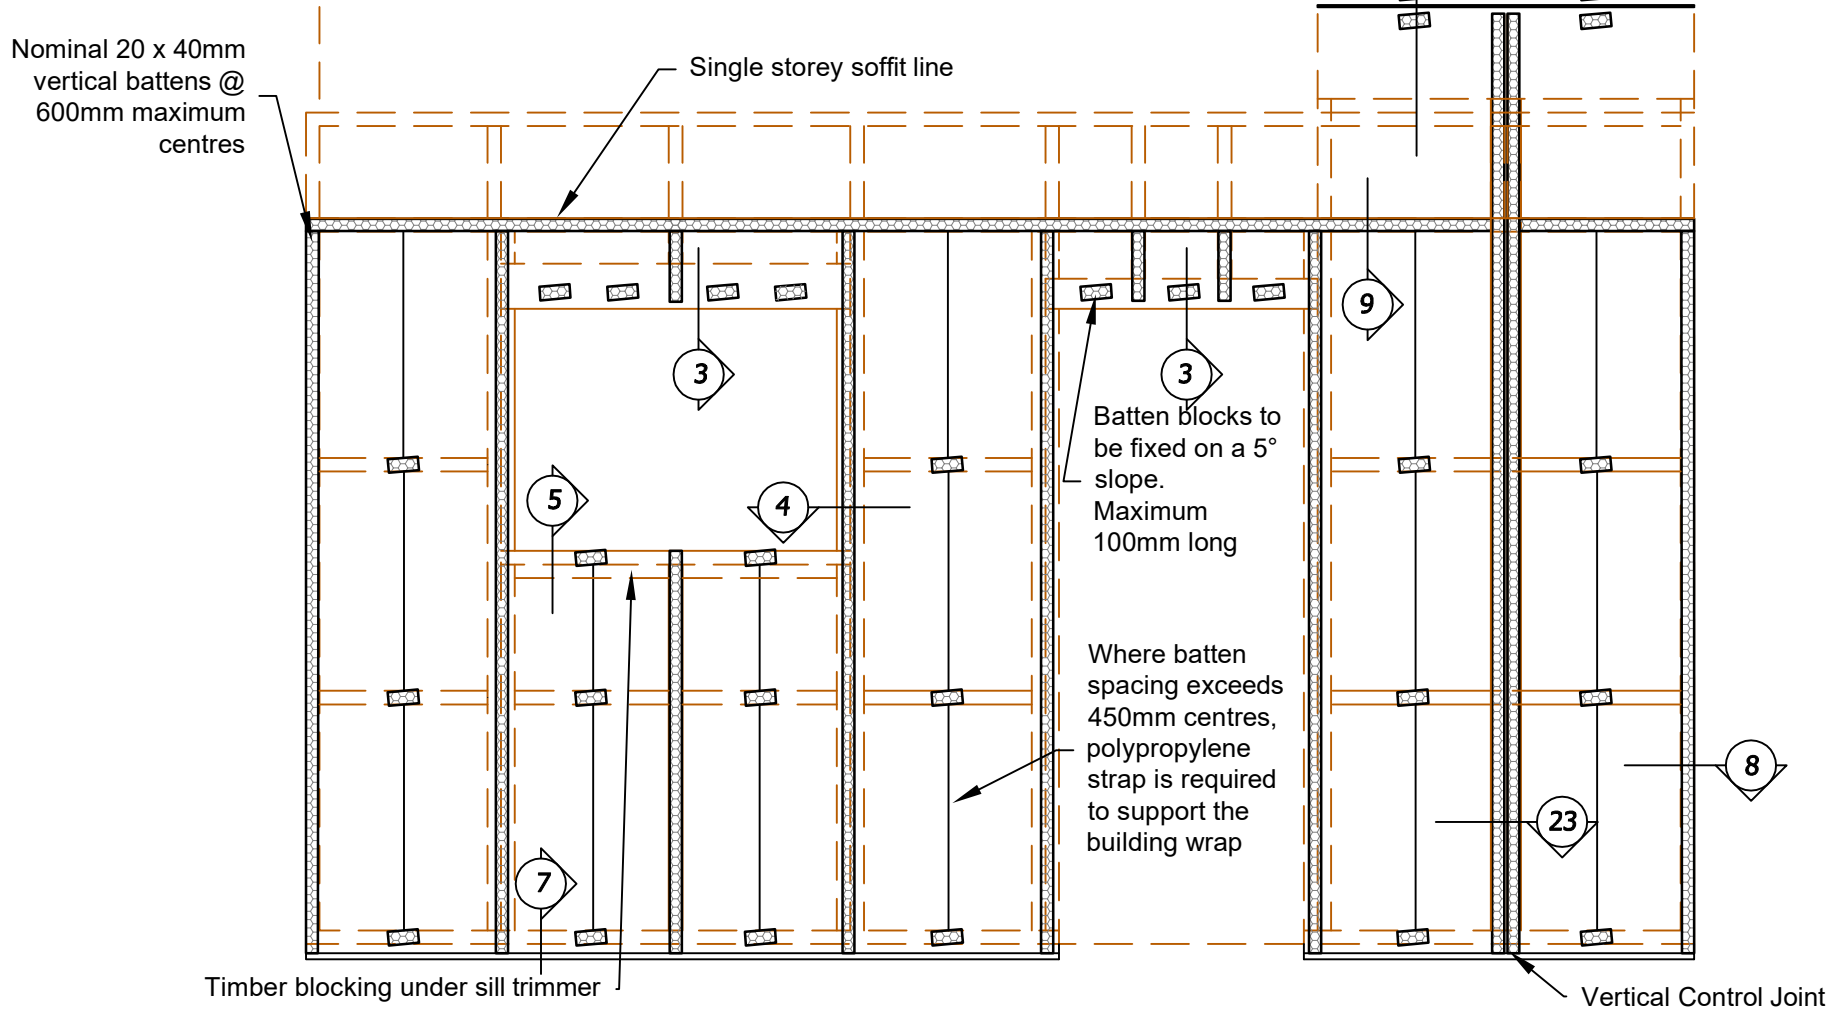 Nominal 20 x 40mm
vertical battens @
600mm maximum
centres
Single storey soffit line
9
3
3
Batten blocks to
be fixed on a 5°
slope.
Maximum
100mm long
5
4
Where batten
spacing exceeds
450mm centres,
polypropylene
strap is required
to support the
building wrap
8
23
7
Timber blocking under sill trimmer
Vertical Control Joint